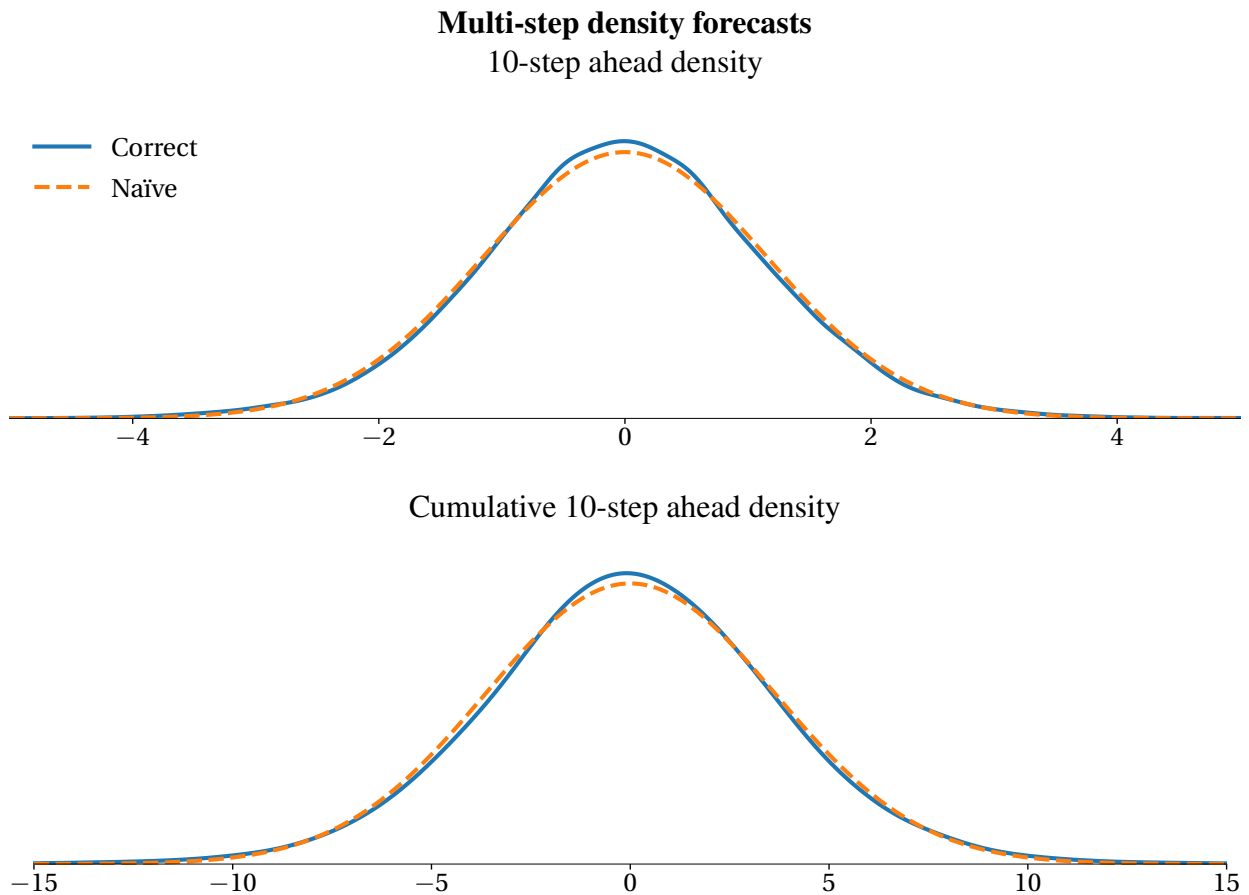 Multi-step density forecasts
10-step ahead density
Correct
Naïve
−4 −2 0 2 4
Cumulative 10-step ahead density
−15 −10 −5 0 5 10 15